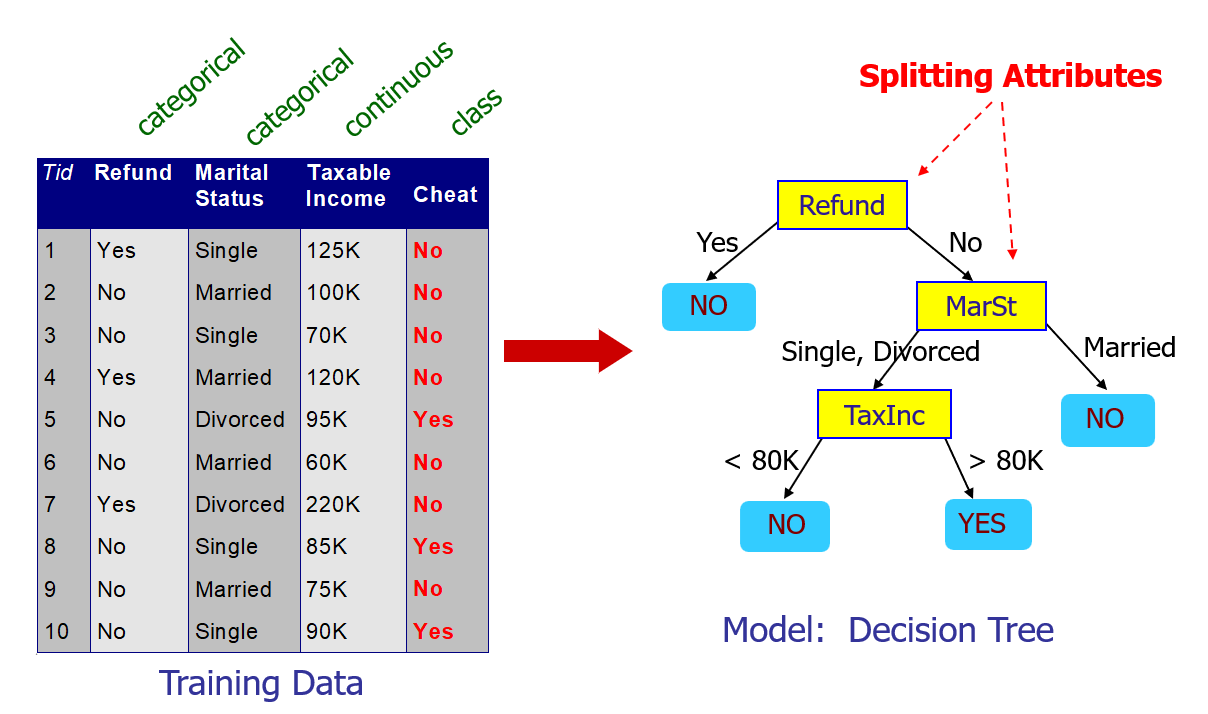 categorical
categorical
continuous
class
Tid Refund Marital Status Taxable Income Cheat
1 Yes Single 125K No
2 No Married 100K No
3 No Single 70K No
4 Yes Married 120K No
5 No Divorced 95K Yes
6 No Married 60K No
7 Yes Divorced 220K No
8 No Single 85K Yes
9 No Married 75K No
10 No Single 90K Yes
Training Data
Splitting Attributes
Refund
Yes
No
NO
MarSt
Single, Divorced
Married
TaxInc
NO
< 80K
> 80K
NO
YES
Model: Decision Tree